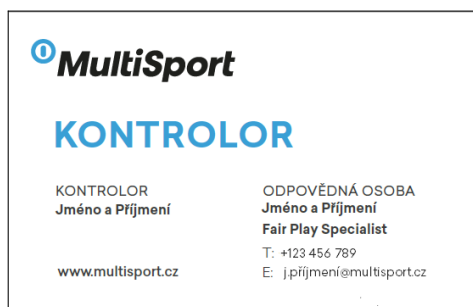 MultiSport
KONTROLOR
KONTROLOR
Jméno a Příjmení
www.multisport.cz
ODPOVĚDNÁ OSOBA
Jméno a Příjmení
Fair Play Specialist
T: +123 456 789
E: j.příjmení@multisport.cz